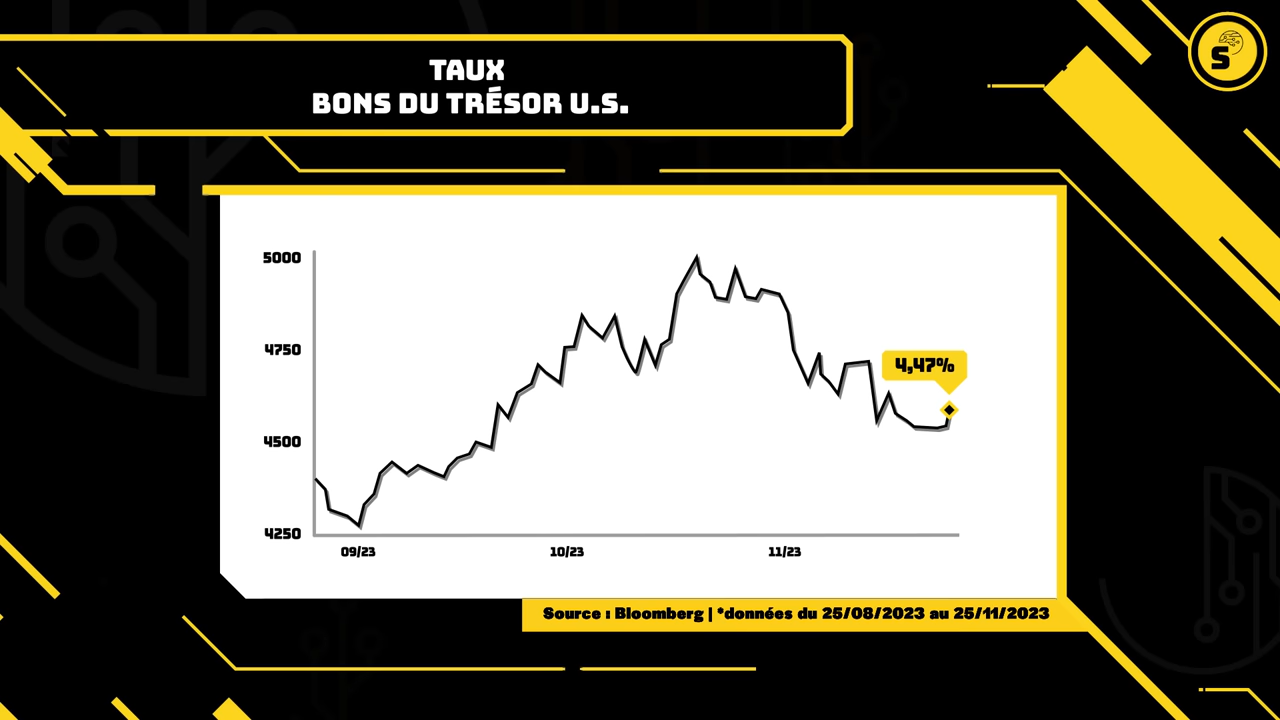 S
TAUX
BONS DU TRÉSOR U.S.
5000
4750
4500
4250
4,47%
09/23
10/23
11/23
Source : Bloomberg | *données du 25/08/2023 au 25/11/2023